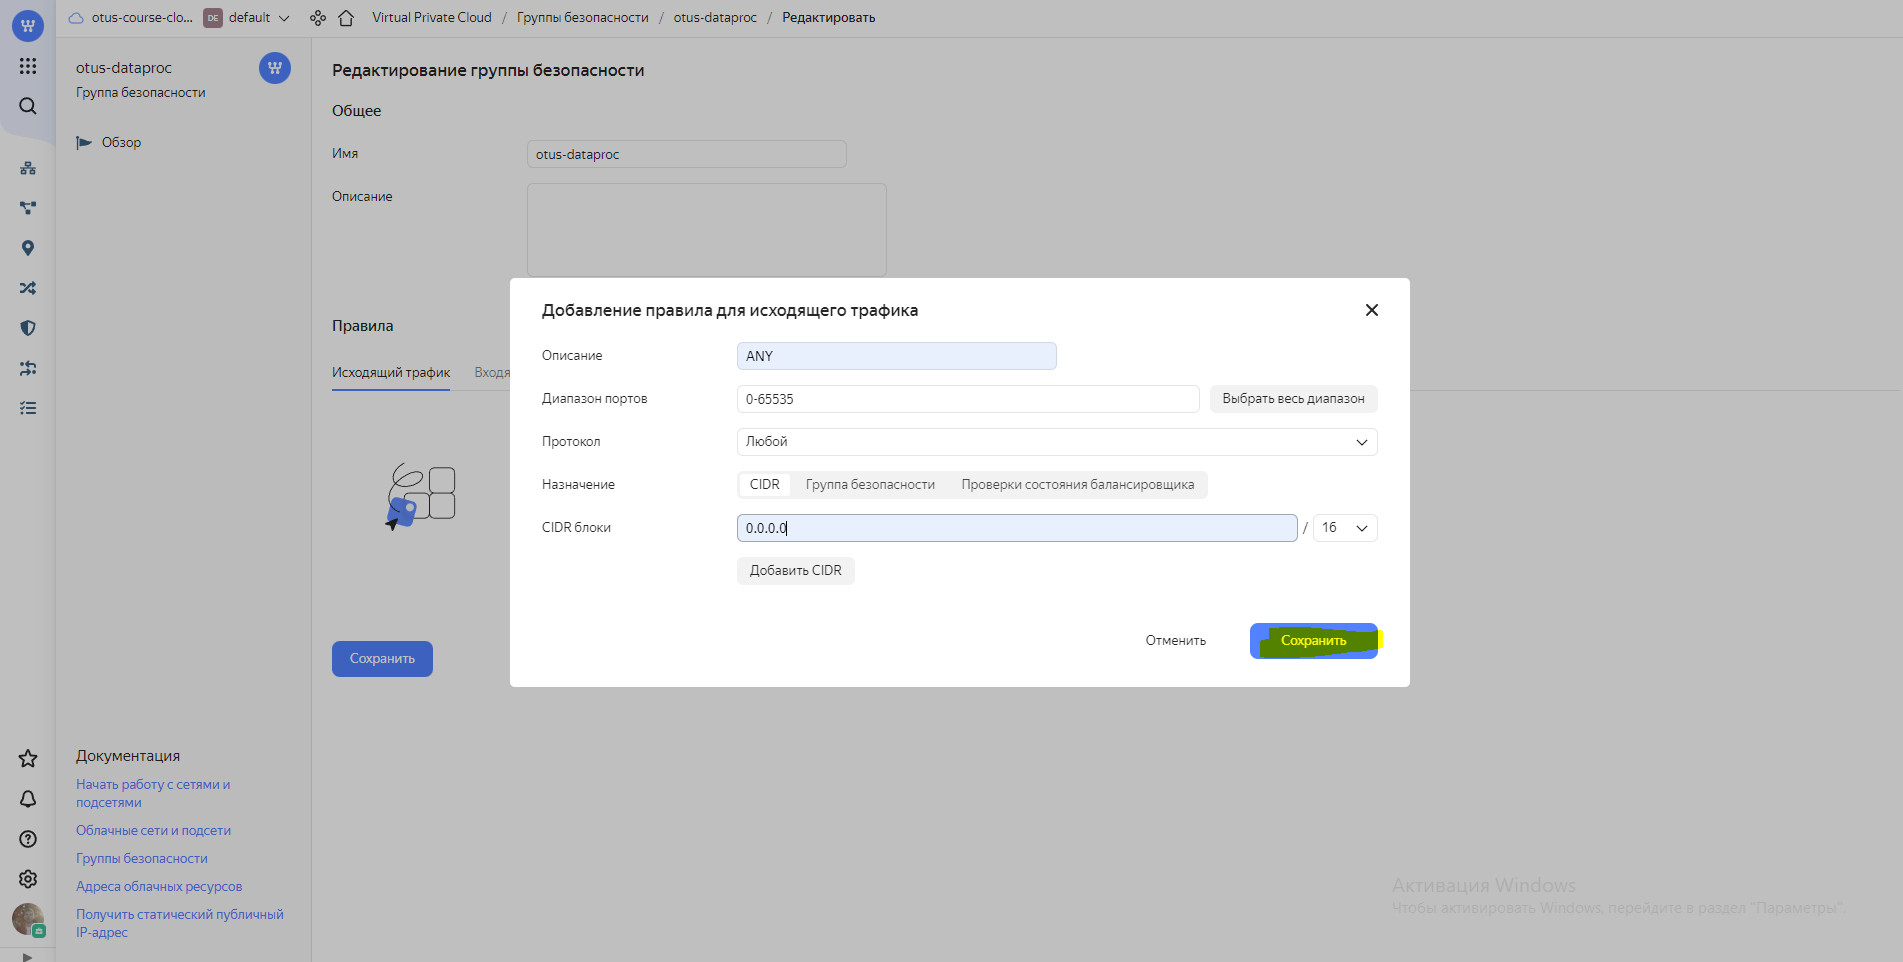 otus-course-clo... DE default Virtual Private Cloud / Группы безопасности / otus-dataproc / Редактировать
otus-dataproc
Группа безопасности
Обзор
Редактирование группы безопасности
Общее
Имя
otus-dataproc
Описание
Правила
Исходящий трафик Входя
Сохранить
Добавление правила для исходящего трафика
Описание
ANY
Диапазон портов
0-65535
Выбрать весь диапазон
Протокол
Любой
Назначение
CIDR Группа безопасности Проверки состояния балансировщика
CIDR блоки
0.0.0.0 / 16
Добавить CIDR
Отменить Сохранить
Документация
Начать работу с сетями и
подсетями
Облачные сети и подсети
Группы безопасности
Адреса облачных ресурсов
Получить статический публичный
IP-адрес
Активация Windows
Чтобы активировать Windows, перейдите в раздел "Параметры".